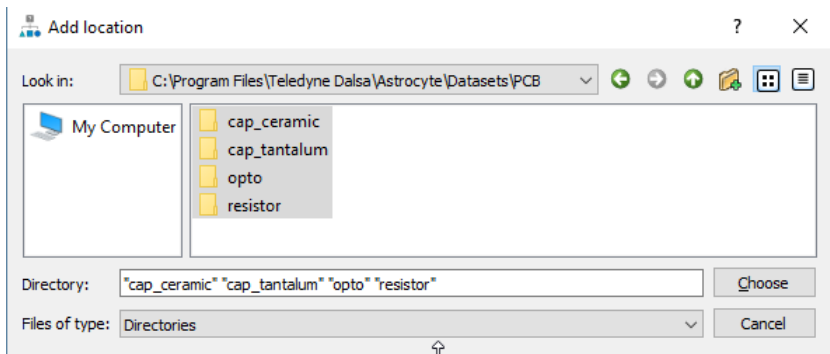 Add location
?
Look in:
C:\Program Files\Teledyne Dalsa\Astrocyte\Datasets\PCB
My Computer
cap_ceramic
cap_tantalum
opto
resistor
Directory:
"cap_ceramic" "cap_tantalum" "opto" "resistor"
Choose
Files of type:
Directories
Cancel